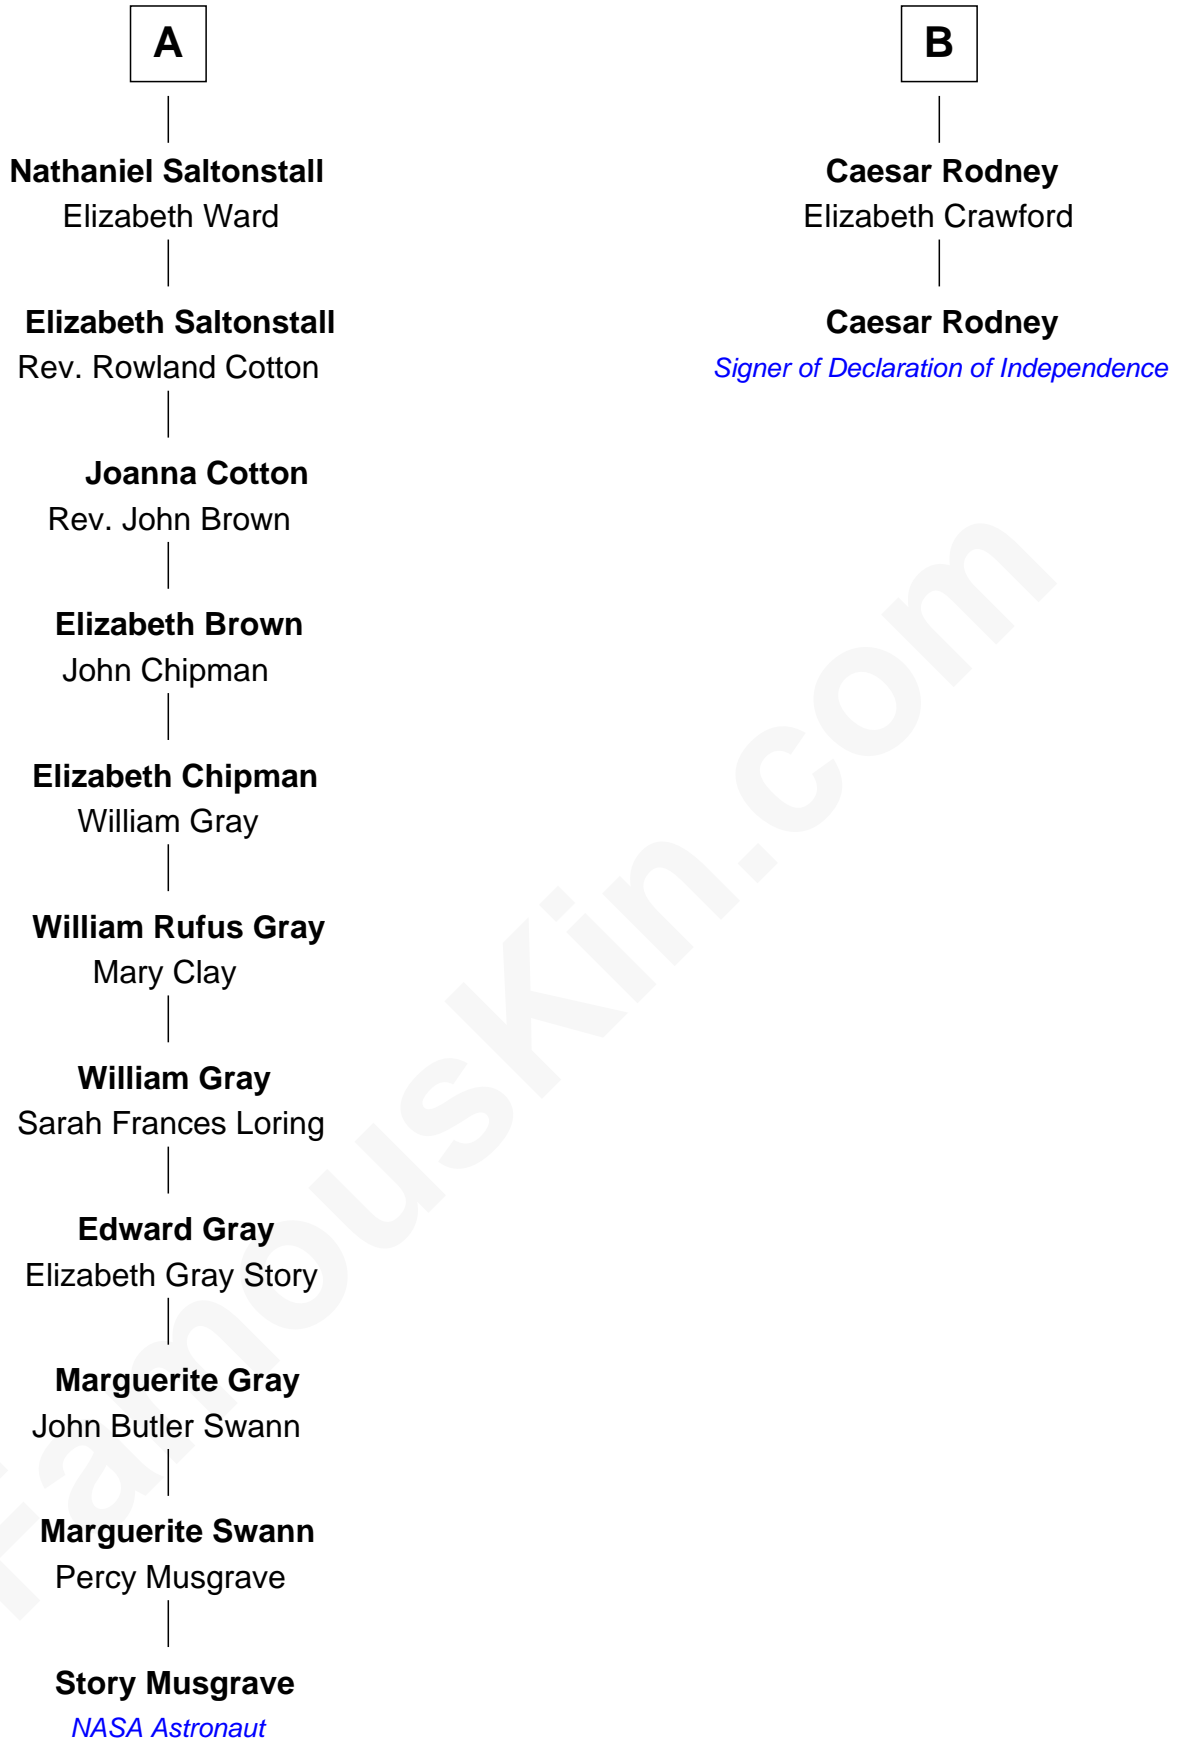 A
Nathaniel Saltonstall
Elizabeth Ward
Elizabeth Saltonstall
Rev. Rowland Cotton
Joanna Cotton
Rev. John Brown
Elizabeth Brown
John Chipman
Elizabeth Chipman
William Gray
William Rufus Gray
Mary Clay
William Gray
Sarah Frances Loring
Edward Gray
Elizabeth Gray Story
Marguerite Gray
John Butler Swann
Marguerite Swann
Percy Musgrave
Story Musgrave
NASA Astronaut
B
Caesar Rodney
Elizabeth Crawford
Caesar Rodney
Signer of Declaration of Independence
FamousKin.com